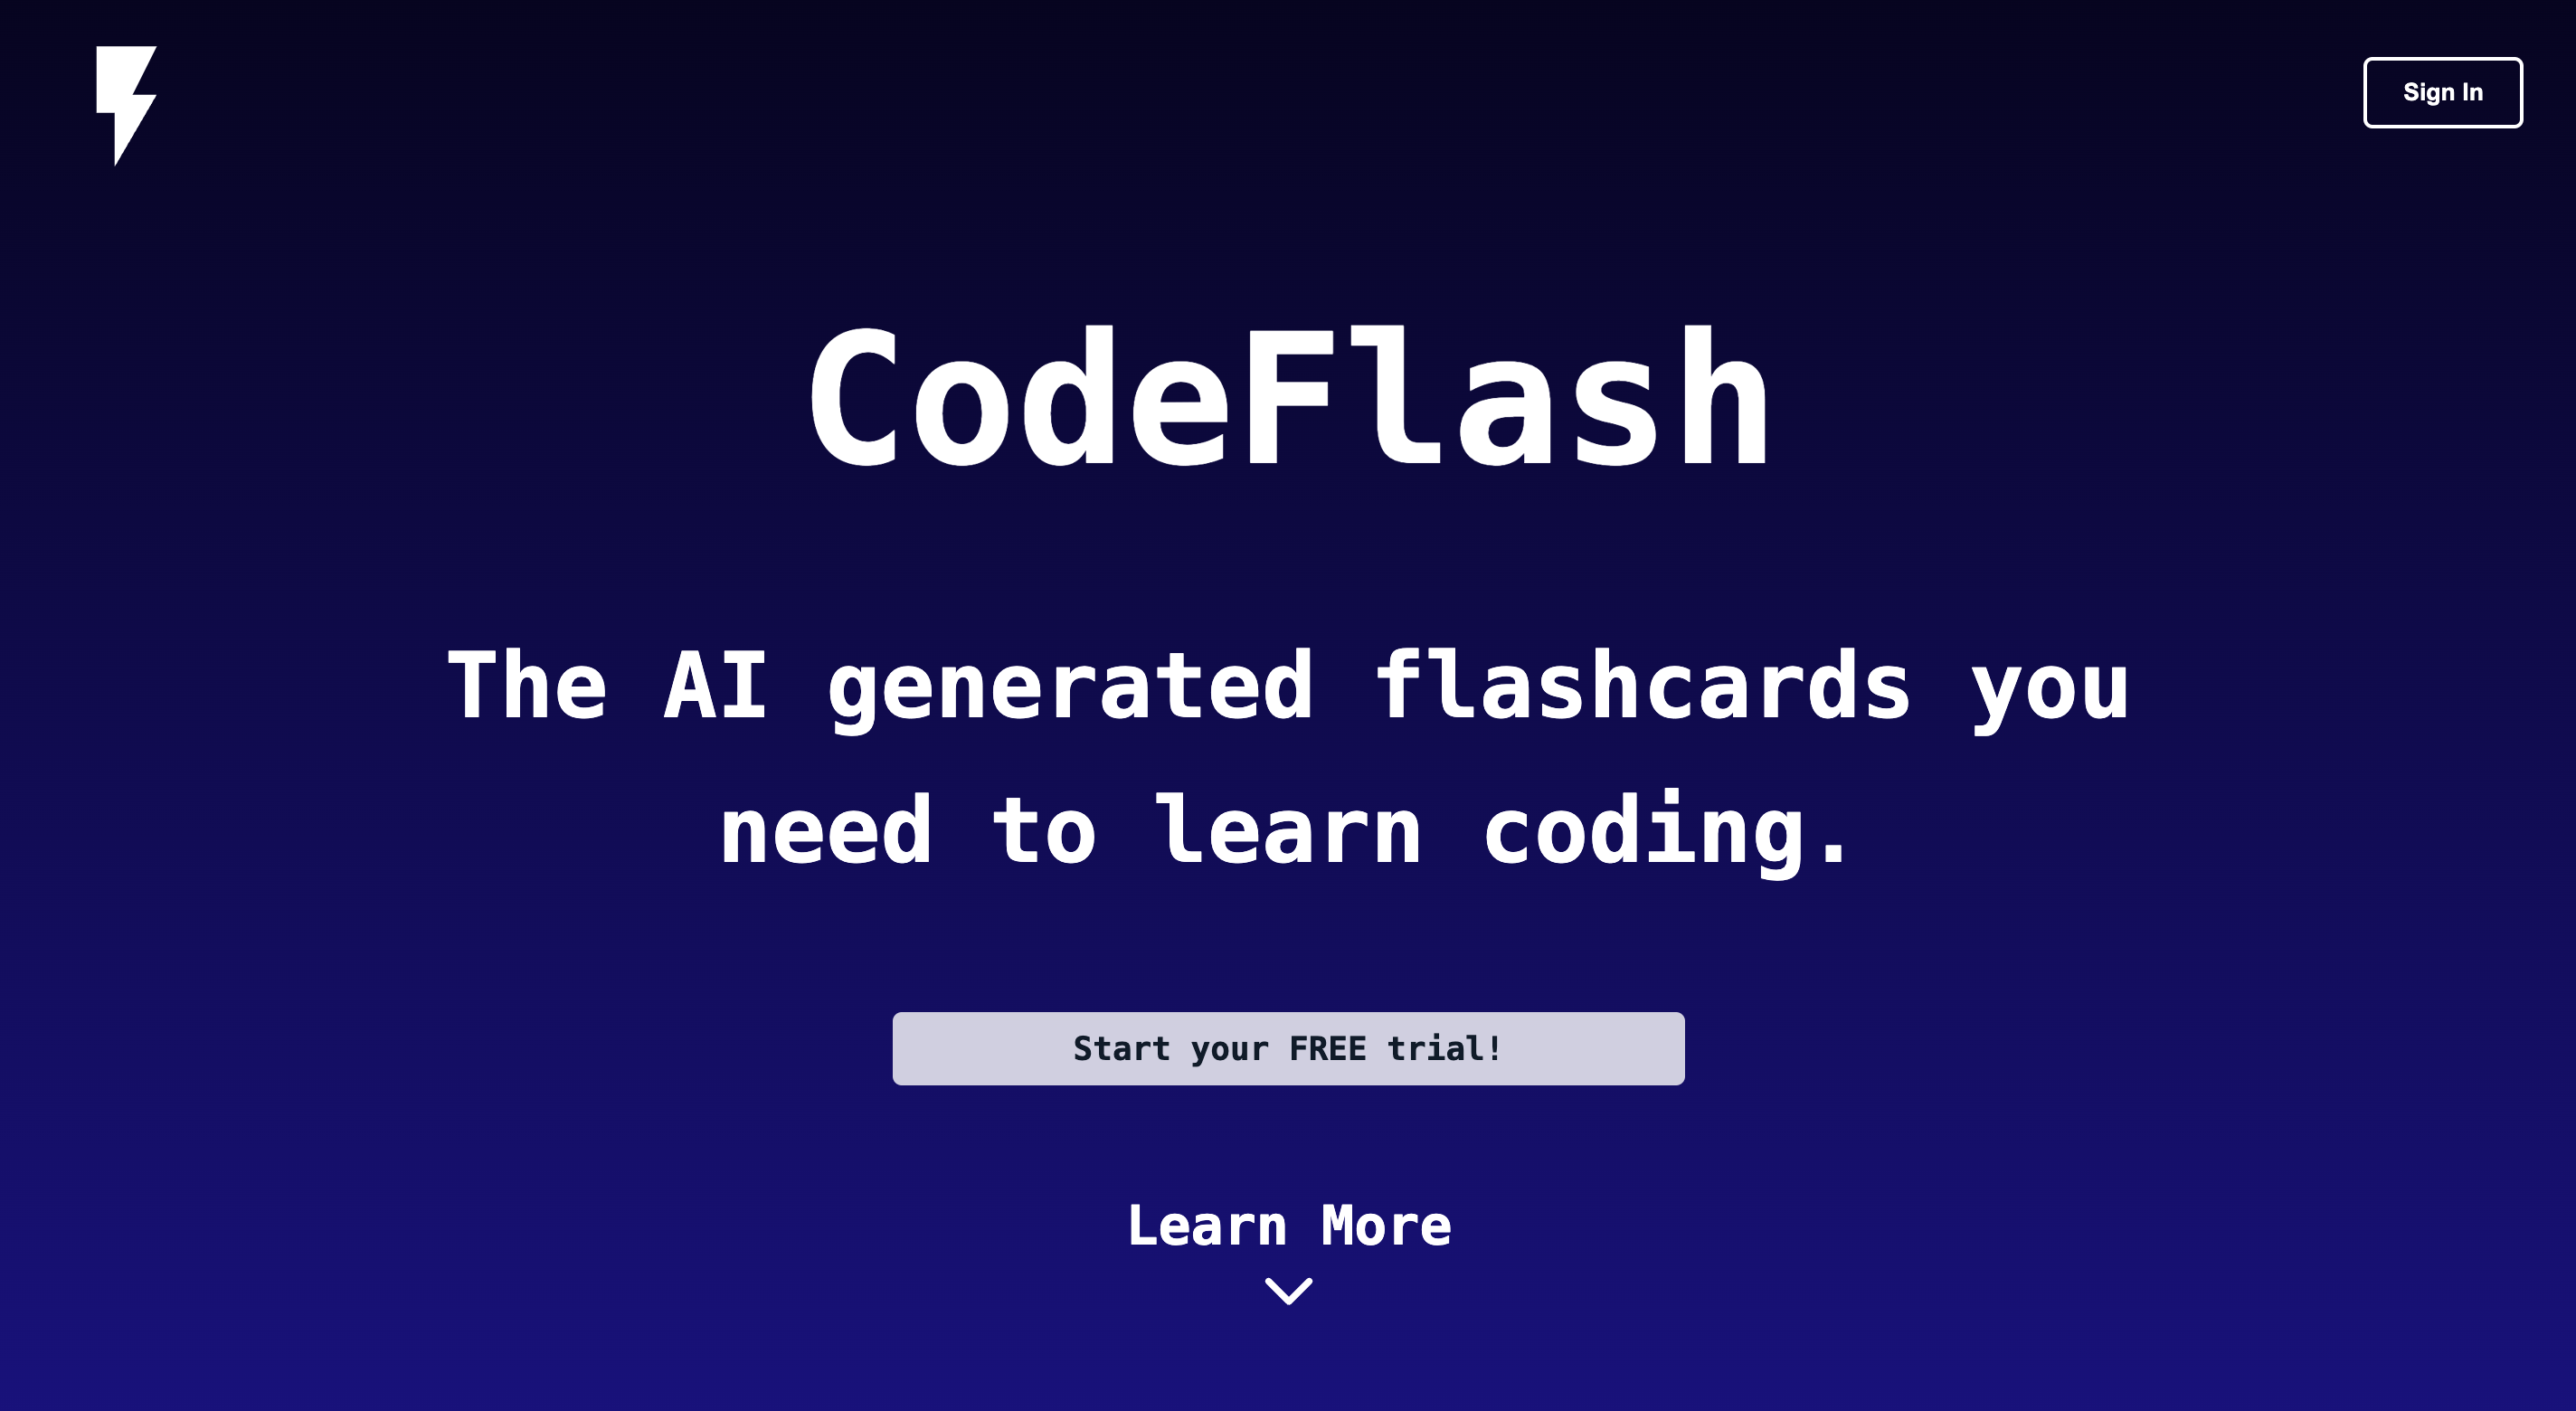 Sign In
CodeFlash
The AI generated flashcards you
need to learn coding.
Start your FREE trial!
Learn More